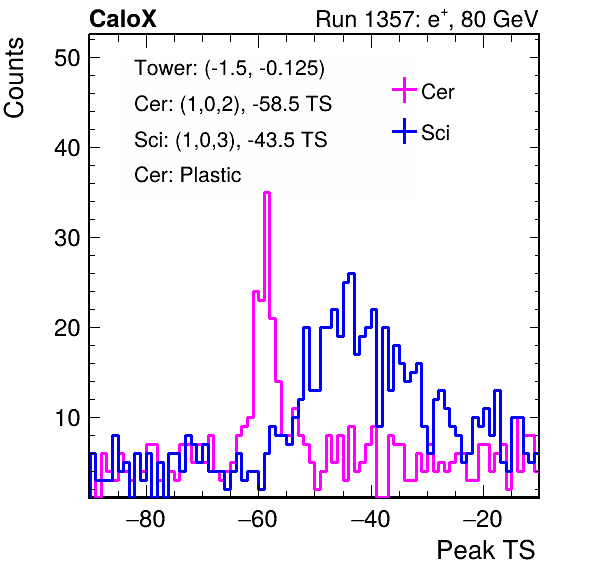 CaloX Run 1357: e⁺, 80 GeV
Counts
50
40
30
20
10
Tower: (-1.5, -0.125)
Cer: (1,0,2), -58.5 TS
Sci: (1,0,3), -43.5 TS
Cer: Plastic
Cer
Sci
−80 −60 −40 −20
Peak TS